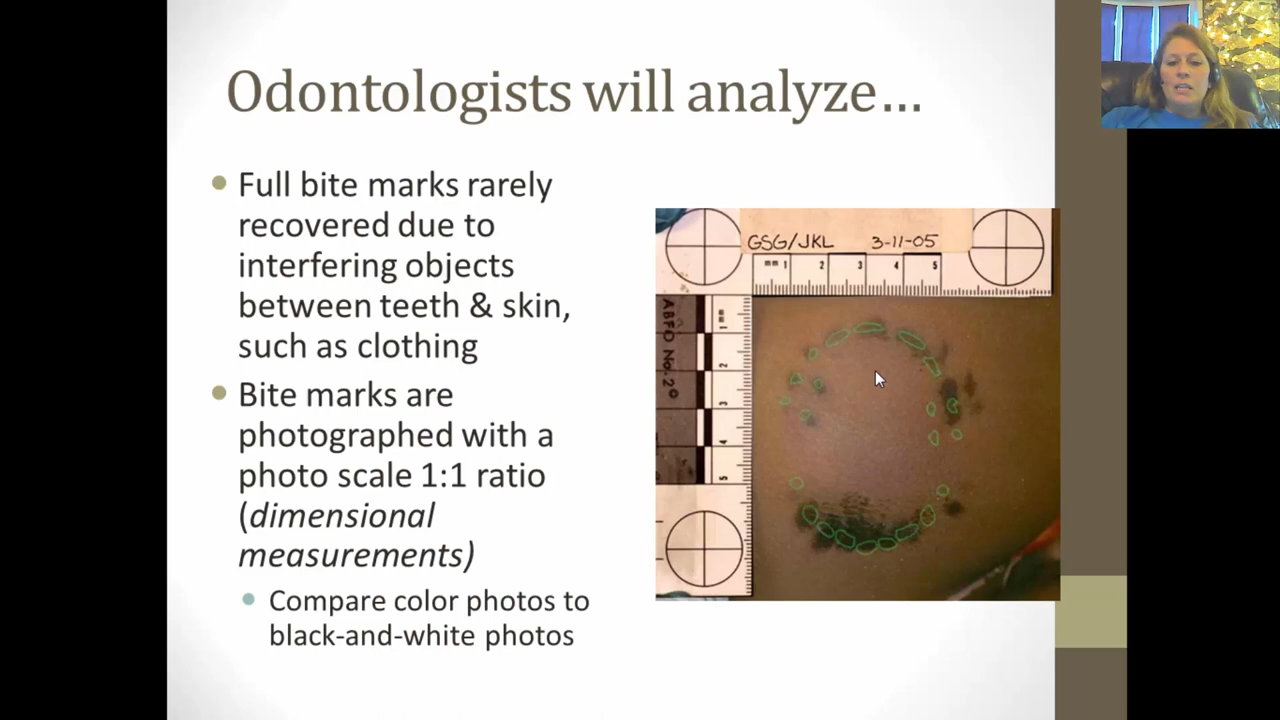 Odontologists will analyze…
• Full bite marks rarely
recovered due to
interfering objects
between teeth & skin,
such as clothing
• Bite marks are
photographed with a
photo scale 1:1 ratio
(dimensional
measurements)
• Compare color photos to
black-and-white photos
GSG/JKL 3-11-05
mm 1 2 3 4 5
ABFO No. 2©
mm 1 2 3 4 5